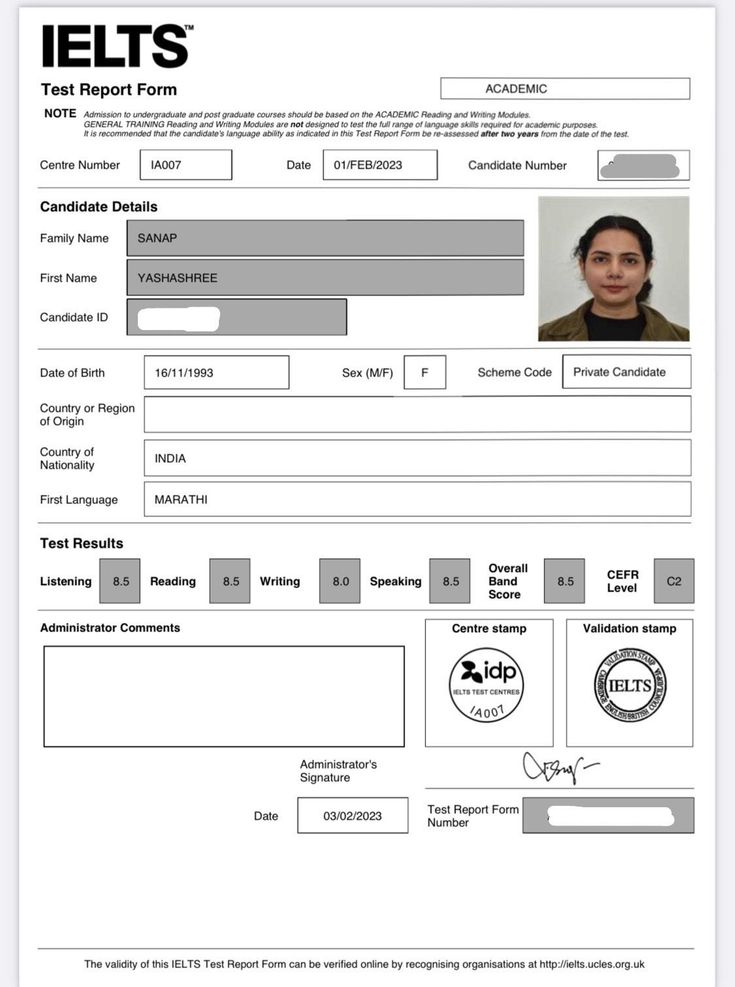 IELTS™
Test Report Form
ACADEMIC
NOTE Admission to undergraduate and post graduate courses should be based on the ACADEMIC Reading and Writing Modules.
GENERAL TRAINING Reading and Writing Modules are not designed to test the full range of language skills required for academic purposes.
It is recommended that the candidate's language ability as indicated in this Test Report Form be re-assessed after two years from the date of the test.
Centre Number IA007 Date 01/FEB/2023 Candidate Number
Candidate Details
Family Name SANAP
First Name YASHASHREE
Candidate ID
Date of Birth 16/11/1993 Sex (M/F) F Scheme Code Private Candidate
Country or Region
of Origin
Country of
Nationality INDIA
First Language MARATHI
Test Results
Listening 8.5 Reading 8.5 Writing 8.0 Speaking 8.5 Overall Band Score 8.5 CEFR Level C2
Administrator Comments
Centre stamp
idp
IELTS TEST CENTRES
IA007
Validation stamp
VALIDATION STAMP
IELTS
Administrator's
Signature
Date 03/02/2023
Test Report Form
Number
The validity of this IELTS Test Report Form can be verified online by recognising organisations at http://ielts.ucles.org.uk